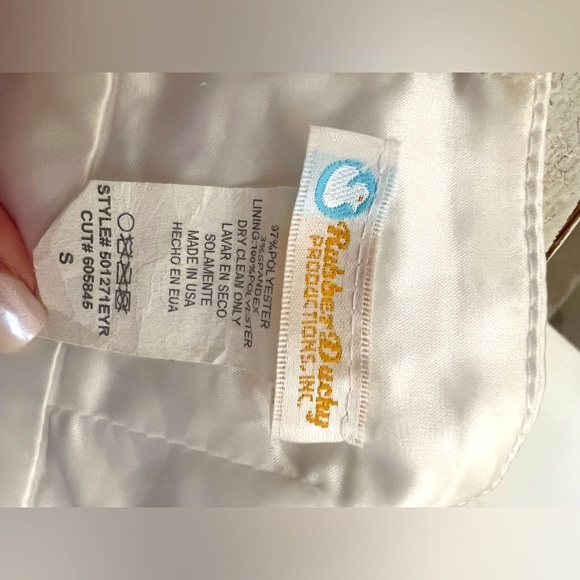 Rubber Ducky
PRODUCTIONS, INC.
97%POLYESTER
3%SPANDEX
LINING:100%POLYESTER
DRY CLEAN ONLY
LAVAR EN SECO
SOLAMENTE
MADE IN USA
HECHO EN EUA
STYLE# 501271EYR
CUT# 605845
S